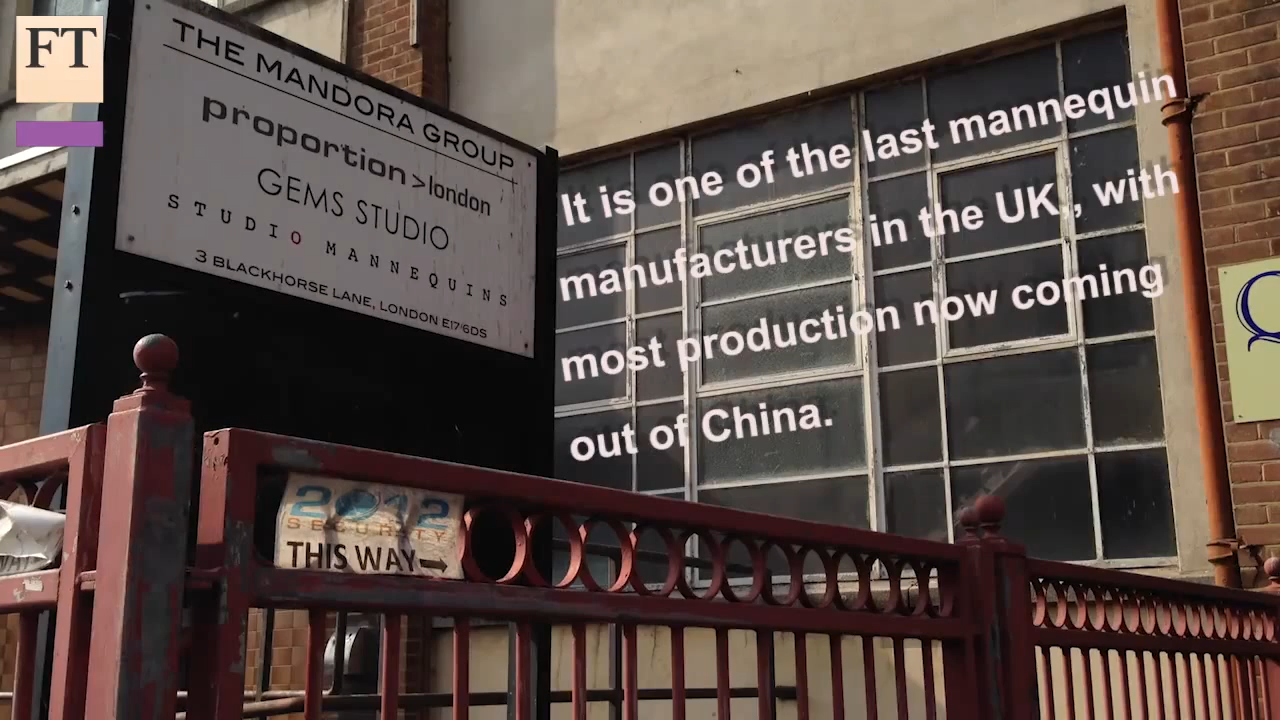 FT
THE MANDORA GROUP
proportion>london
GEMS STUDIO
STUDIO MANNEQUINS
3 BLACKHORSE LANE, LONDON E17 6DS
It is one of the last mannequin
manufacturers in the UK,, with
most production now coming
out of China.
2012
SECURITY
THIS WAY→
Q